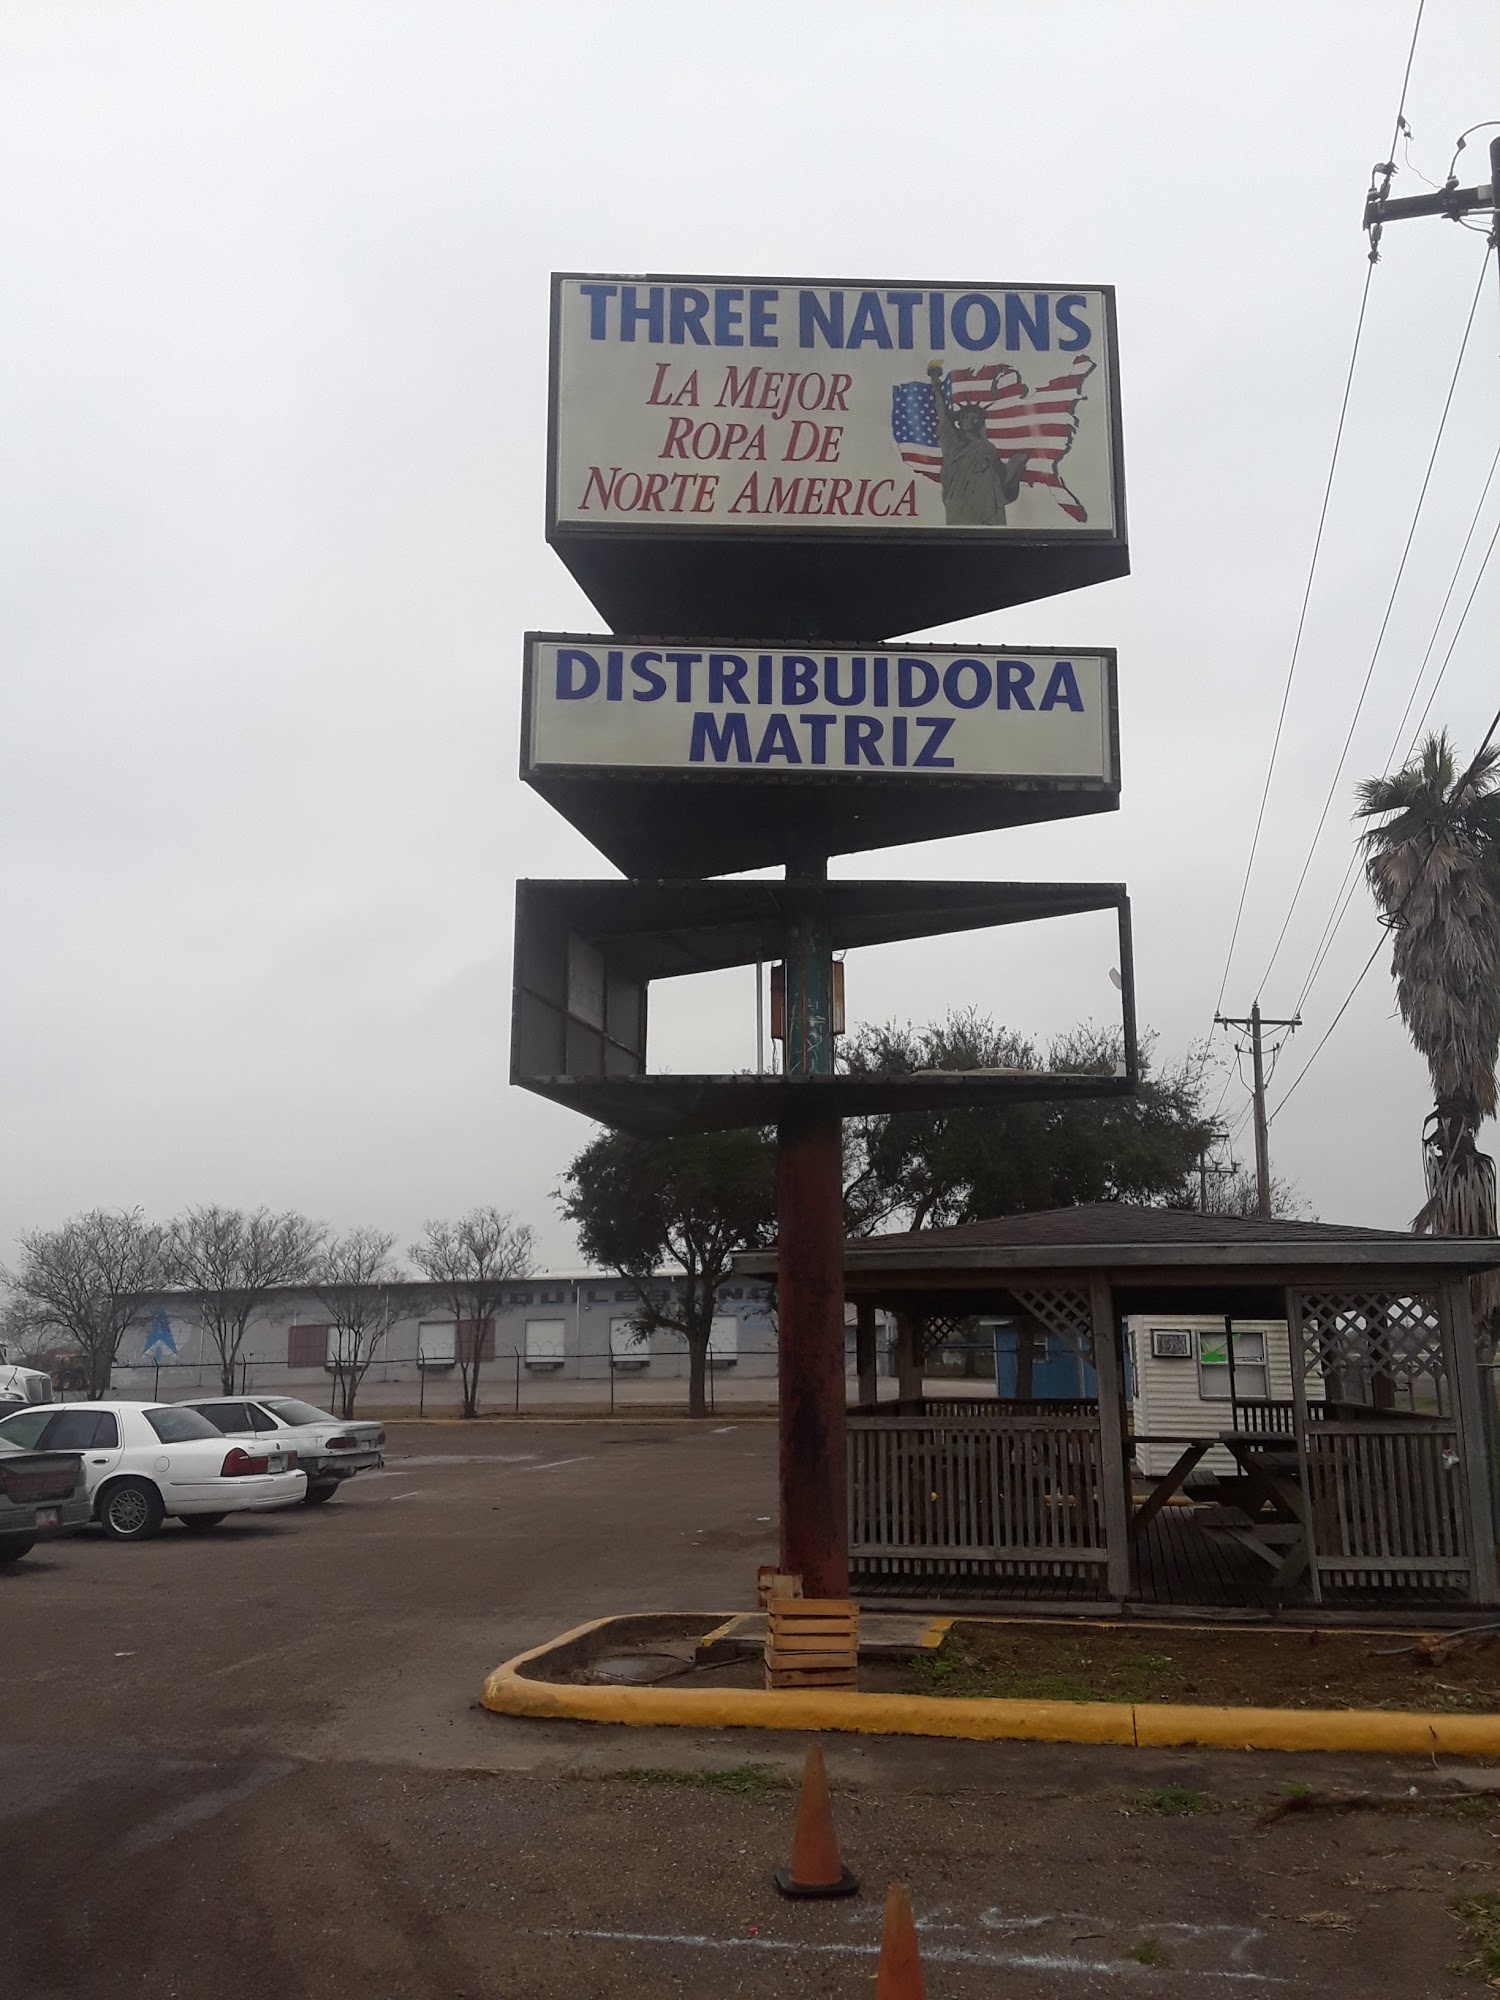 THREE NATIONS
LA MEJOR
ROPA DE
NORTE AMERICA
DISTRIBUIDORA
MATRIZ